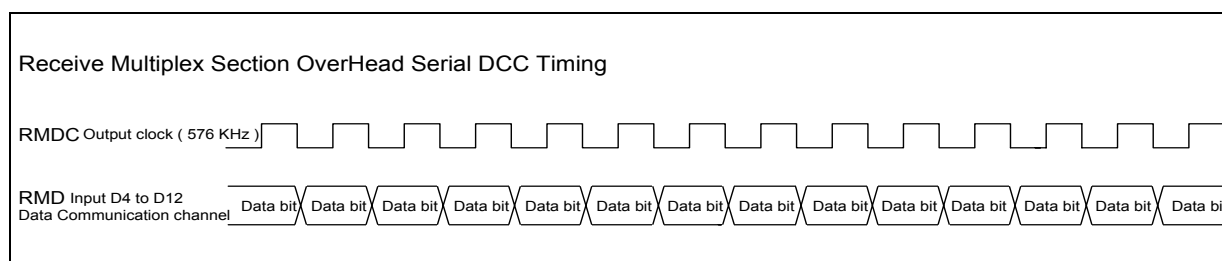 Receive Multiplex Section OverHead Serial DCC Timing
RMDC Output clock ( 576 KHz )
RMD Input D4 to D12
Data Communication channel
Data bit Data bit Data bit Data bit Data bit Data bit Data bit Data bit Data bit Data bit Data bit Data bit Data bit Data bi